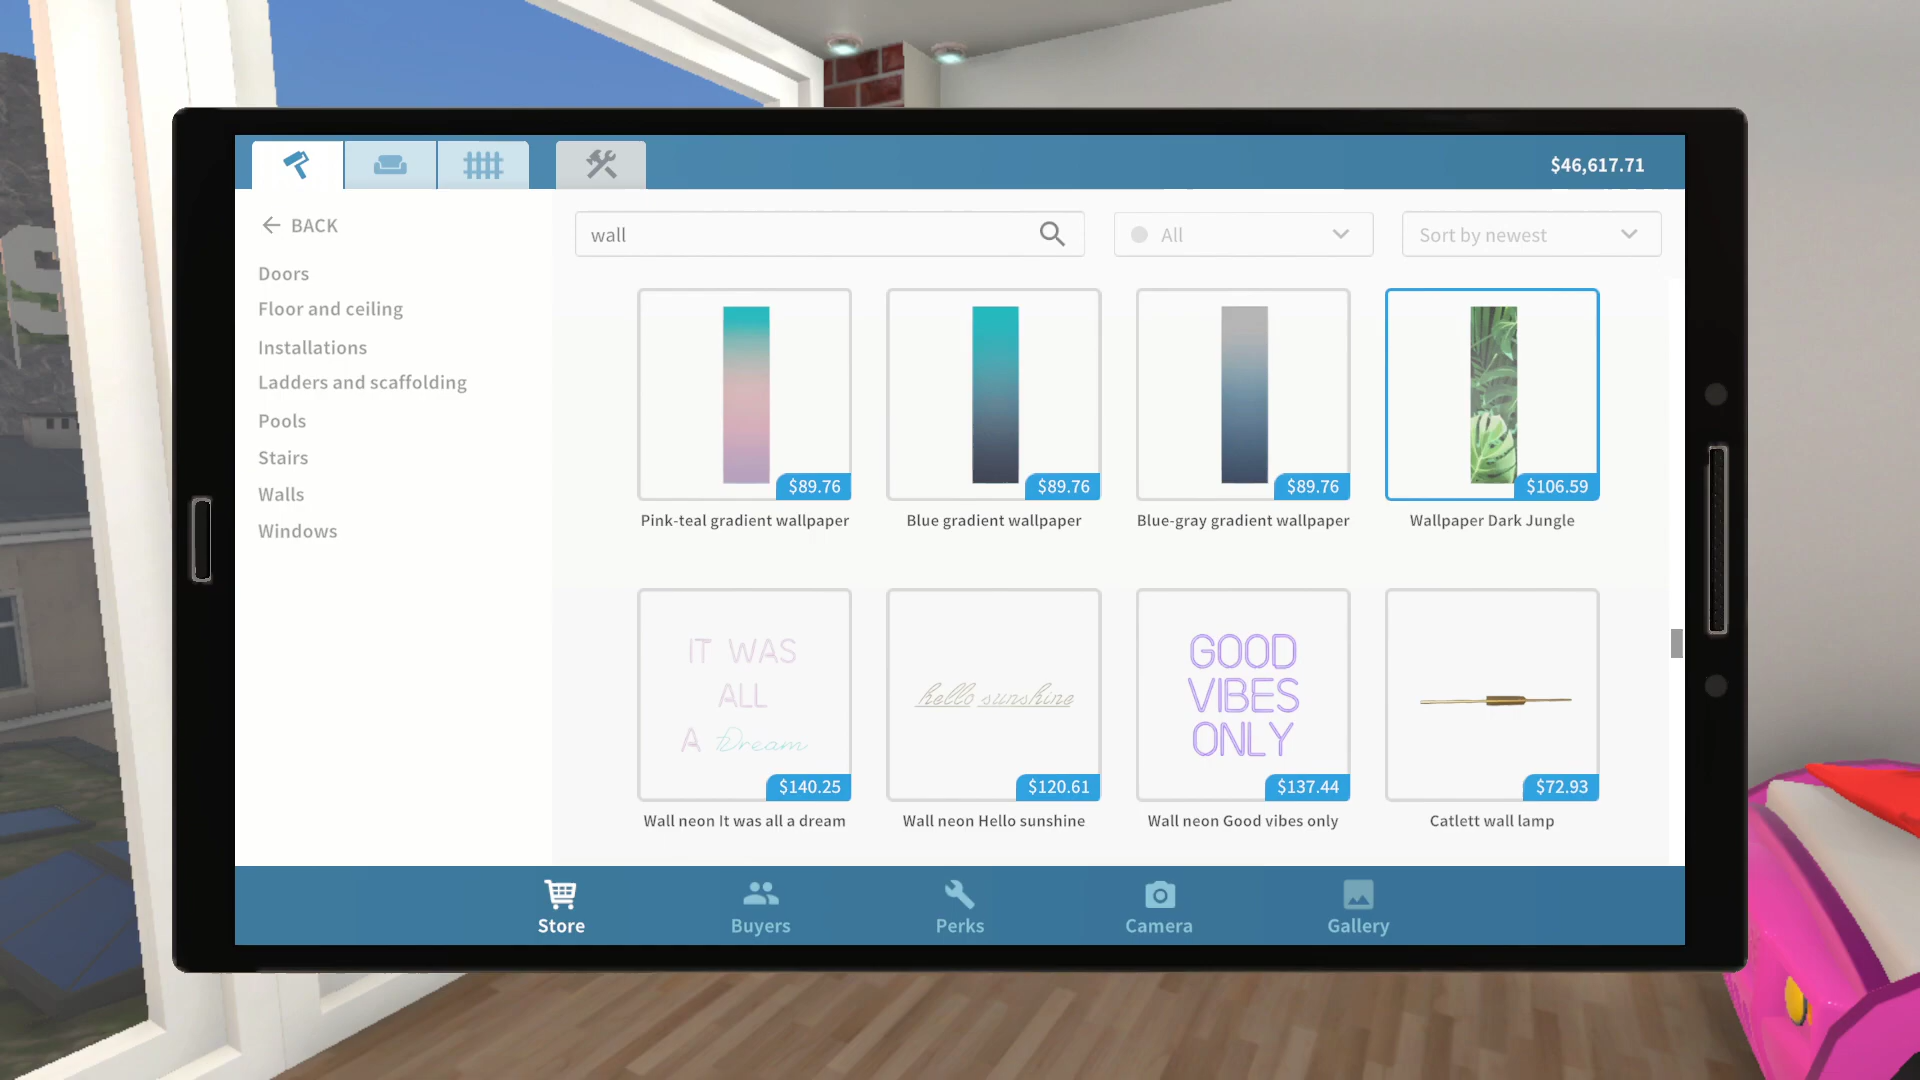 $46,617.71
BACK
wall
All
Sort by newest
Doors
Floor and ceiling
Installations
Ladders and scaffolding
Pools
Stairs
Walls
Windows
$89.76
$89.76
$89.76
$106.59
Pink-teal gradient wallpaper
Blue gradient wallpaper
Blue-gray gradient wallpaper
Wallpaper Dark Jungle
IT WAS
ALL
A Dream
hello sunshine
GOOD
VIBES
ONLY
$140.25
$120.61
$137.44
$72.93
Wall neon It was all a dream
Wall neon Hello sunshine
Wall neon Good vibes only
Catlett wall lamp
Store
Buyers
Perks
Camera
Gallery